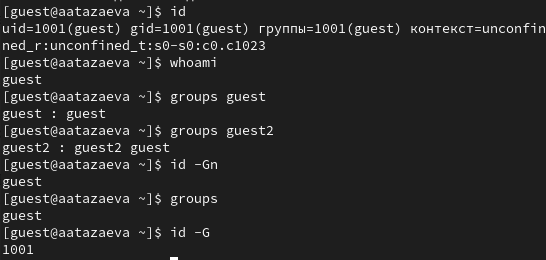 [guest@aatazaeva ~]$ id
uid=1001(guest) gid=1001(guest) группы=1001(guest) контекст=unconfin
ned_r:unconfined_t:s0-s0:c0.c1023
[guest@aatazaeva ~]$ whoami
guest
[guest@aatazaeva ~]$ groups guest
guest : guest
[guest@aatazaeva ~]$ groups guest2
guest2 : guest2 guest
[guest@aatazaeva ~]$ id -Gn
guest
[guest@aatazaeva ~]$ groups
guest
[guest@aatazaeva ~]$ id -G
1001